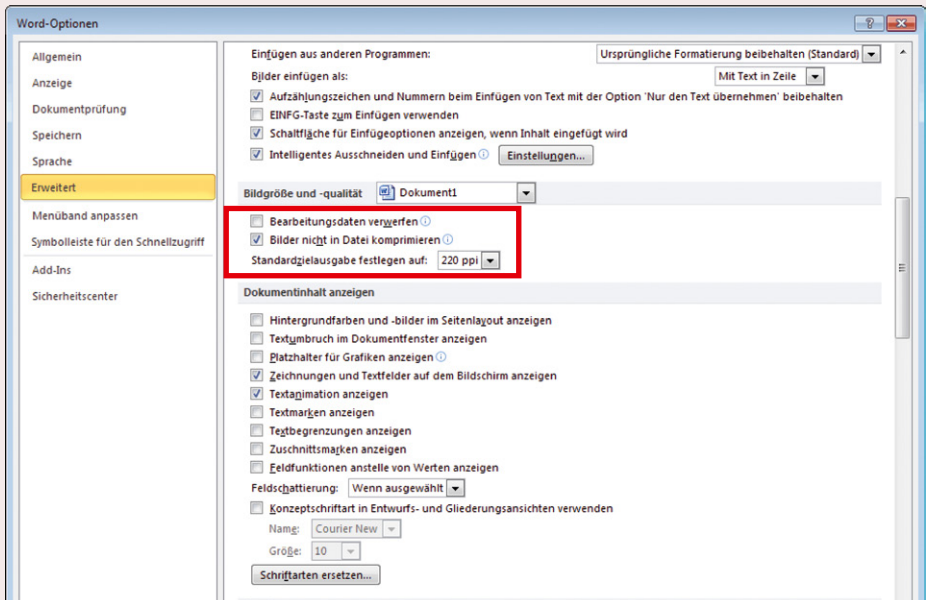 Word-Optionen
Allgemein
Anzeige
Dokumentprüfung
Speichern
Sprache
Erweitert
Menüband anpassen
Symbolleiste für den Schnellzugriff
Add-Ins
Sicherheitscenter
Einfügen aus anderen Programmen: Ursprüngliche Formatierung beibehalten (Standard)
Bilder einfügen als: Mit Text in Zeile
Aufzählungszeichen und Nummern beim Einfügen von Text mit der Option 'Nur den Text übernehmen' beibehalten
EINFG-Taste zum Einfügen verwenden
Schaltfläche für Einfügeoptionen anzeigen, wenn Inhalt eingefügt wird
Intelligentes Ausschneiden und Einfügen Einstellungen...
Bildgröße und -qualität Dokument1
Bearbeitungsdaten verwerfen
Bilder nicht in Datei komprimieren
Standardzielausgabe festlegen auf: 220 ppi
Dokumentinhalt anzeigen
Hintergrundfarben und -bilder im Seitenlayout anzeigen
Textumbruch im Dokumentfenster anzeigen
Platzhalter für Grafiken anzeigen
Zeichnungen und Textfelder auf dem Bildschirm anzeigen
Textanimation anzeigen
Textmarken anzeigen
Textbegrenzungen anzeigen
Zuschnittsmarken anzeigen
Feldfunktionen anstelle von Werten anzeigen
Feldschattierung: Wenn ausgewählt
Konzeptschriftart in Entwurfs- und Gliederungsansichten verwenden
Name: Courier New
Größe: 10
Schriftarten ersetzen...